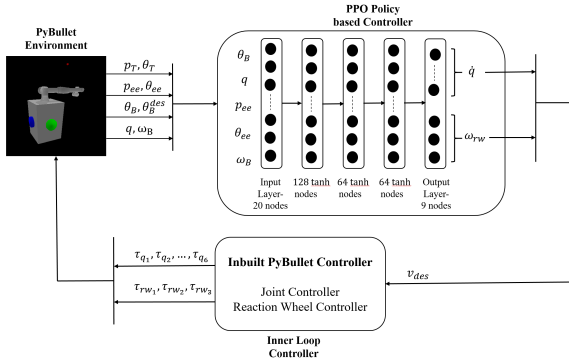 PyBullet
Environment
PPO Policy
based Controller
p_T, θ_T
p_ee, θ_ee
θ_B, θ_B^des
q, ω_B
θ_B
q
p_ee
θ_ee
ω_B
q̇
ω_rw
Input
Layer-
20 nodes
128 tanh
nodes
64 tanh
nodes
64 tanh
nodes
Output
Layer-
9 nodes
τ_q1, τ_q2, …, τ_q6
τ_rw1, τ_rw2, τ_rw3
Inbuilt PyBullet Controller
Joint Controller
Reaction Wheel Controller
v_des
Inner Loop
Controller